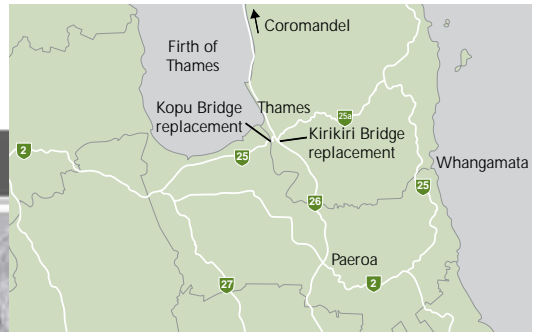 Coromandel
Firth of
Thames
Kopu Bridge
replacement
Thames
25a
Kirikiri Bridge
replacement
2
25
Whangamata
25
26
Paeroa
27
2